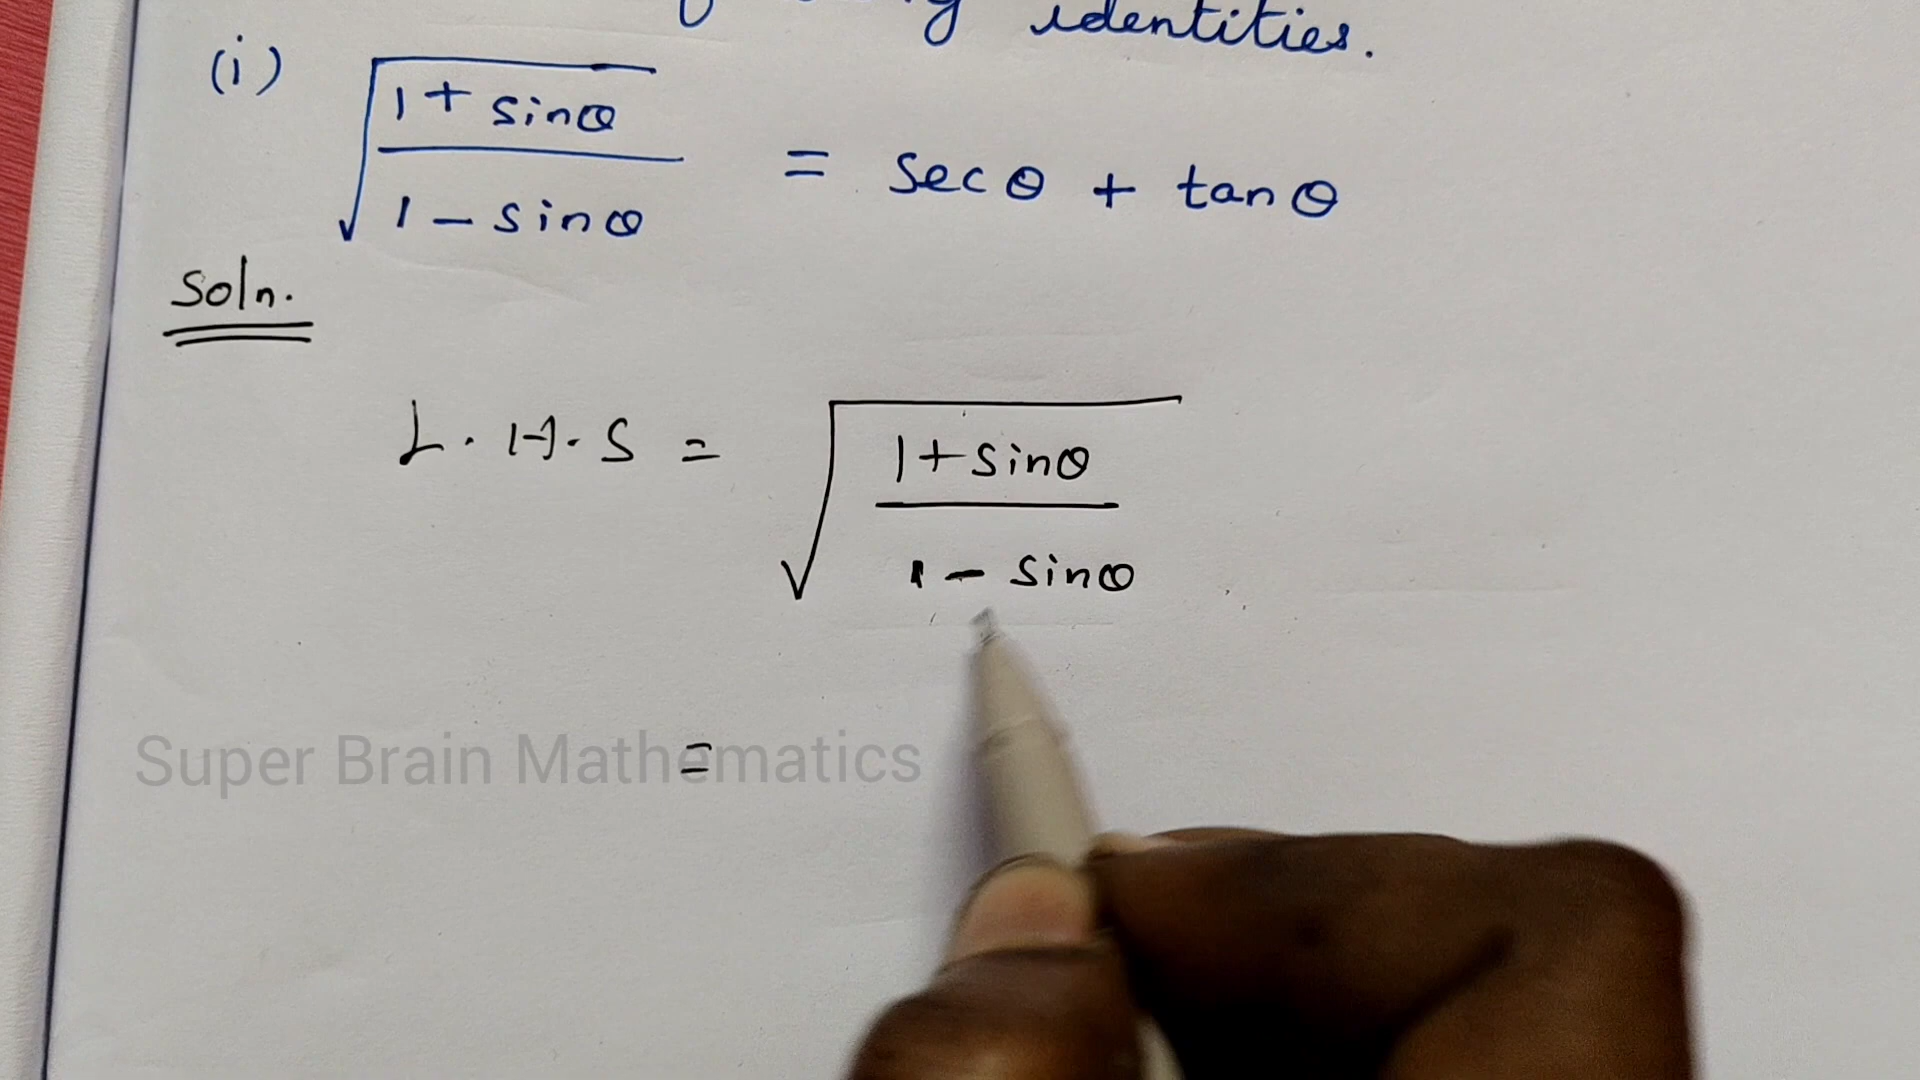 identities.
(i) √(1 + sinθ / 1 - sinθ) = secθ + tanθ
Soln.
L.H.S = √(1 + sinθ / 1 - sinθ)
=
Super Brain Mathematics